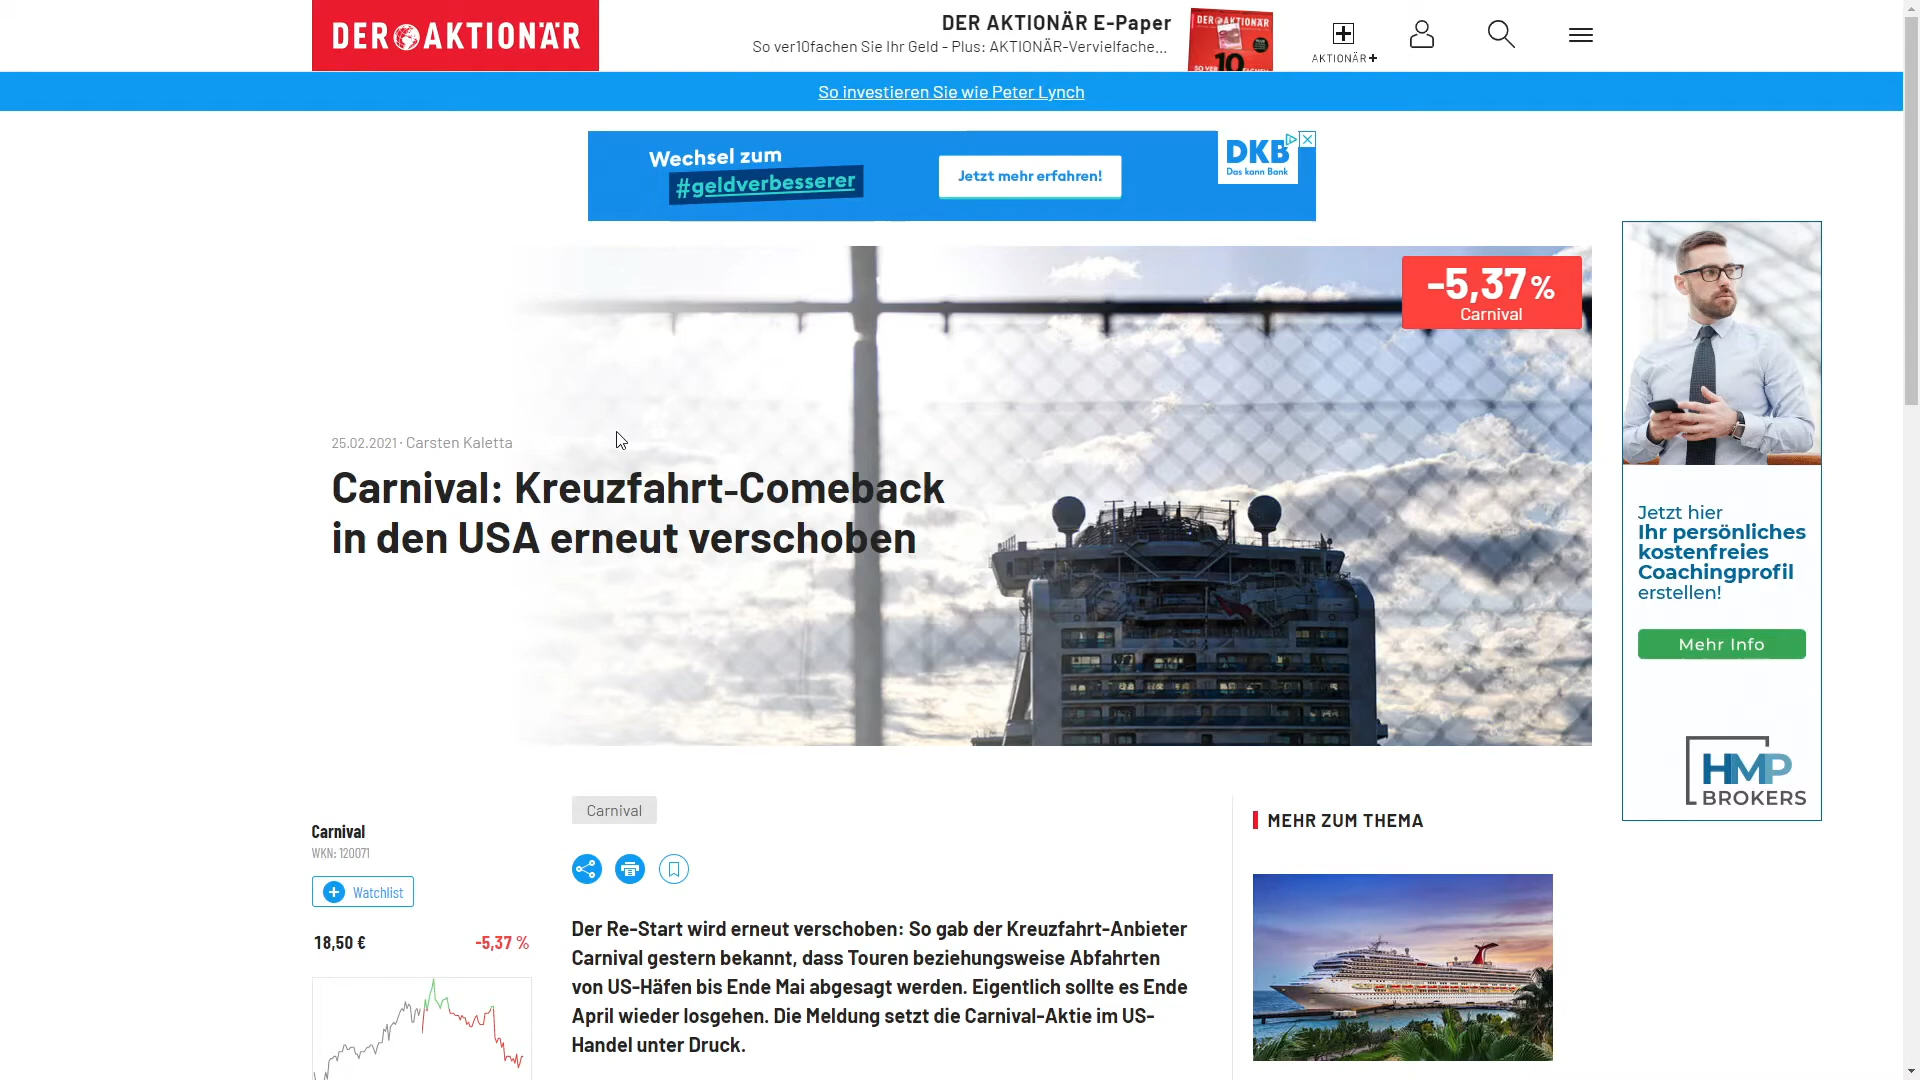 DER AKTIONÄR
DER AKTIONÄR E-Paper
So ver10fachen Sie Ihr Geld - Plus: AKTIONÄR-Vervielfache...
DER AKTIONÄR
10
AKTIONÄR+
So investieren Sie wie Peter Lynch
Wechsel zum
#geldverbesserer
Jetzt mehr erfahren!
DKB
Das kann Bank
-5,37 %
Carnival
25.02.2021 · Carsten Kaletta
Carnival: Kreuzfahrt-Comeback
in den USA erneut verschoben
Jetzt hier
Ihr persönliches
kostenfreies
Coachingprofil
erstellen!
Mehr Info
HMP
BROKERS
Carnival
WKN: 120071
Watchlist
18,50 €
-5,37 %
Carnival
Der Re-Start wird erneut verschoben: So gab der Kreuzfahrt-Anbieter
Carnival gestern bekannt, dass Touren beziehungsweise Abfahrten
von US-Häfen bis Ende Mai abgesagt werden. Eigentlich sollte es Ende
April wieder losgehen. Die Meldung setzt die Carnival-Aktie im US-
Handel unter Druck.
MEHR ZUM THEMA